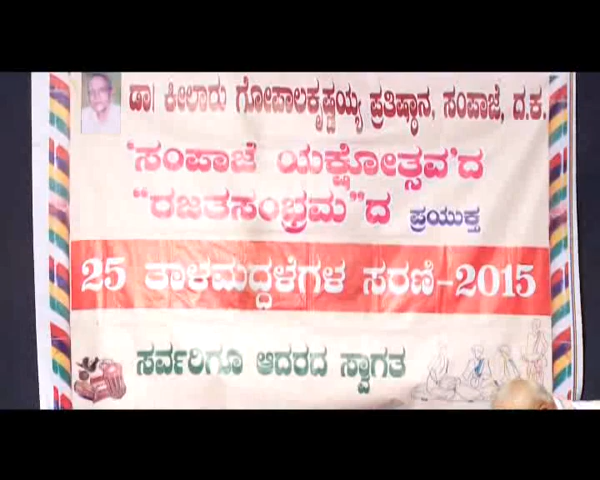 ಡಾ| ಕೀಲಾರು ಗೋಪಾಲಕೃಷ್ಣಯ್ಯ ಪ್ರತಿಷ್ಠಾನ, ಸಂಪಾಜೆ, ದ.ಕ.
'ಸಂಪಾಜೆ ಯಕ್ಷೋತ್ಸವ'ದ
"ರಜತಸಂಭ್ರಮ"ದ ಪ್ರಯುಕ್ತ
25 ತಾಳಮದ್ದಳೆಗಳ ಸರಣಿ-2015
ಸರ್ವರಿಗೂ ಆದರದ ಸ್ವಾಗತ